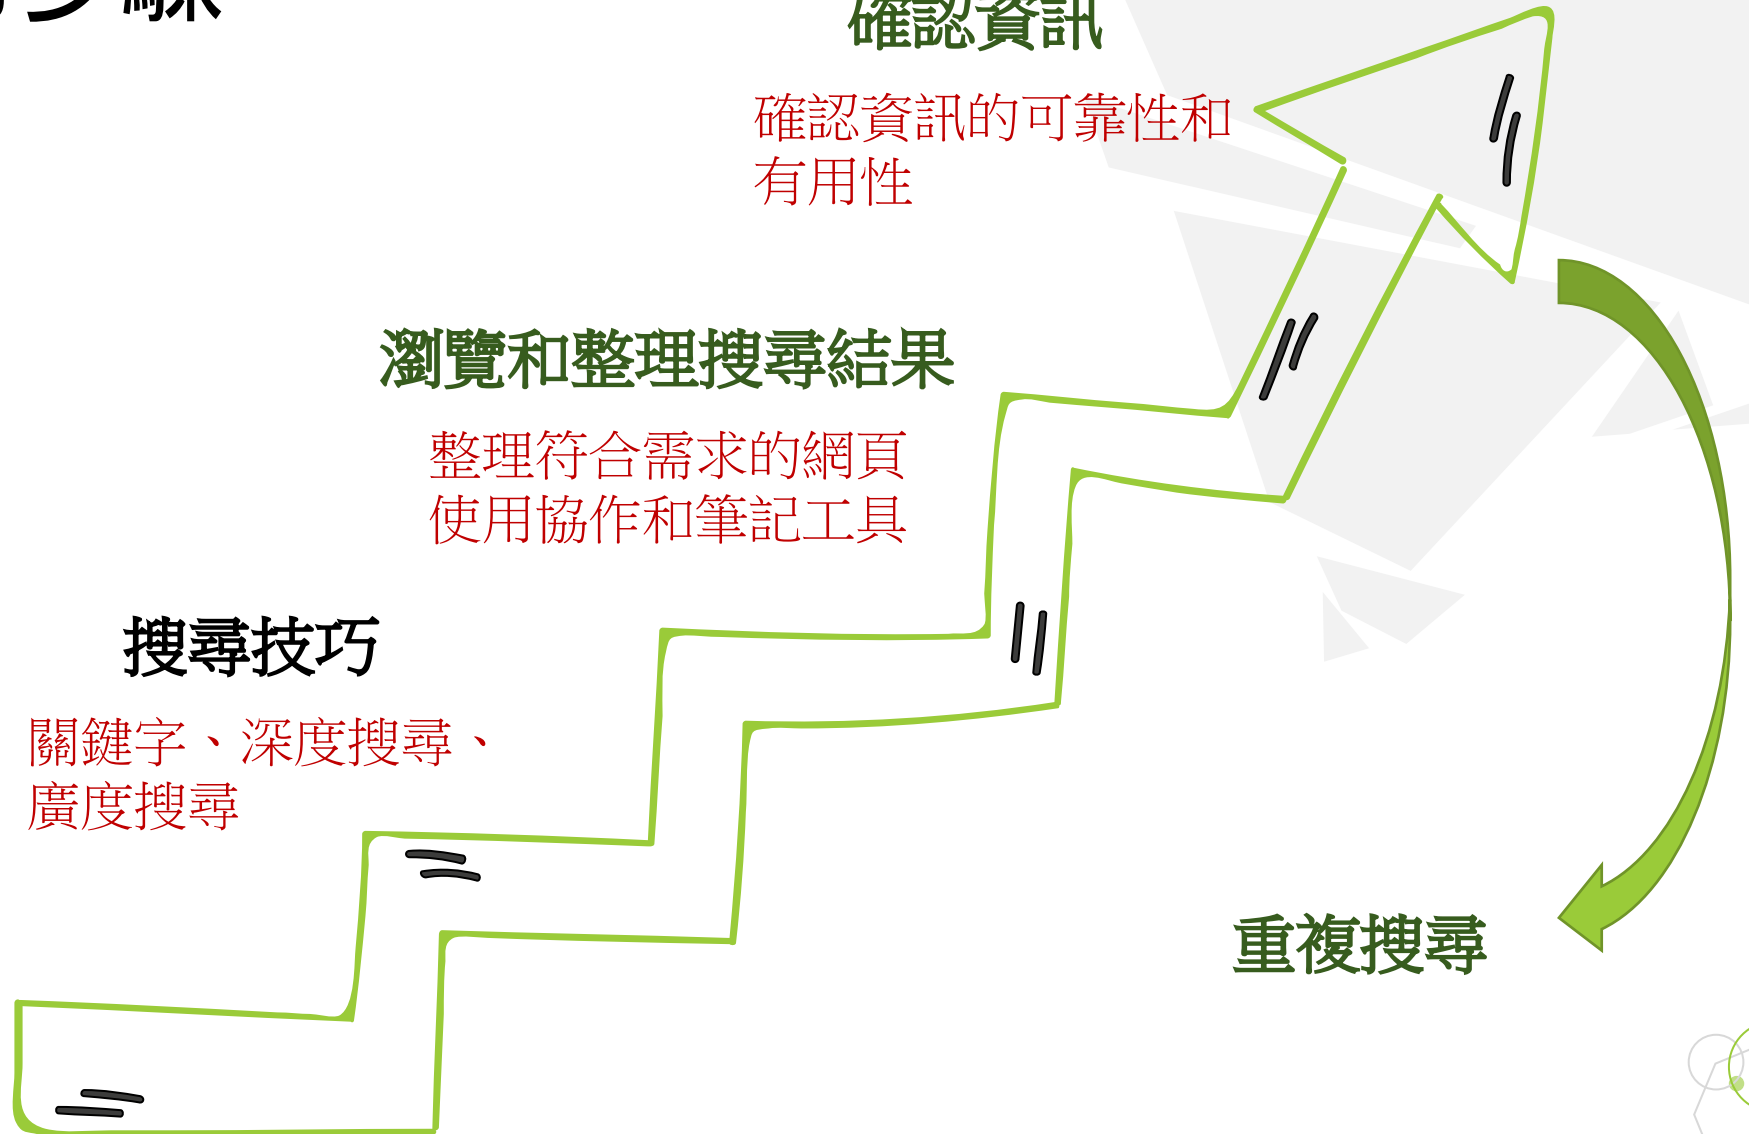 步驟
確認資訊
確認資訊的可靠性和
有用性
瀏覽和整理搜尋結果
整理符合需求的網頁
使用協作和筆記工具
搜尋技巧
關鍵字、深度搜尋、
廣度搜尋
重複搜尋